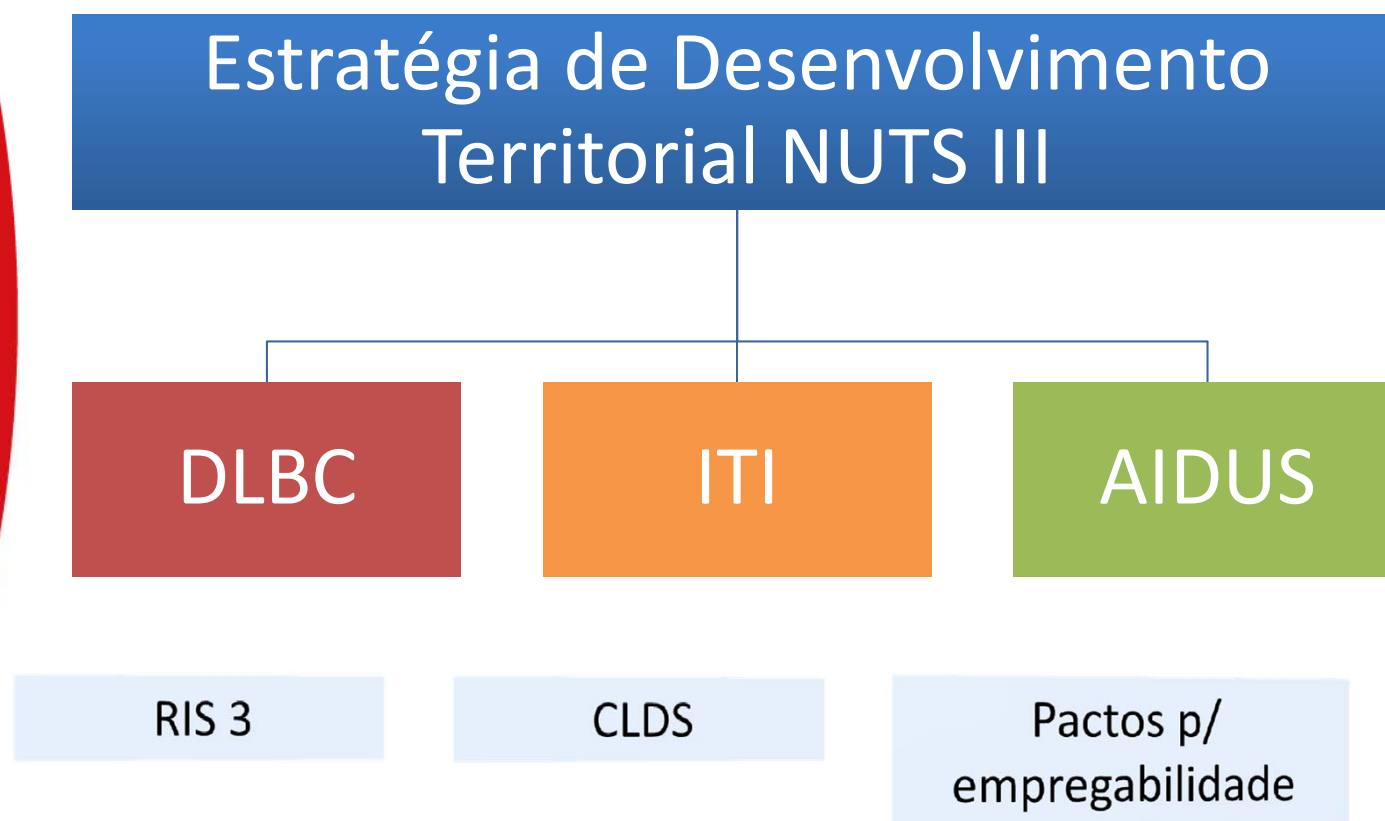 Estratégia de Desenvolvimento
Territorial NUTS III
DLBC
ITI
AIDUS
RIS 3
CLDS
Pactos p/
empregabilidade